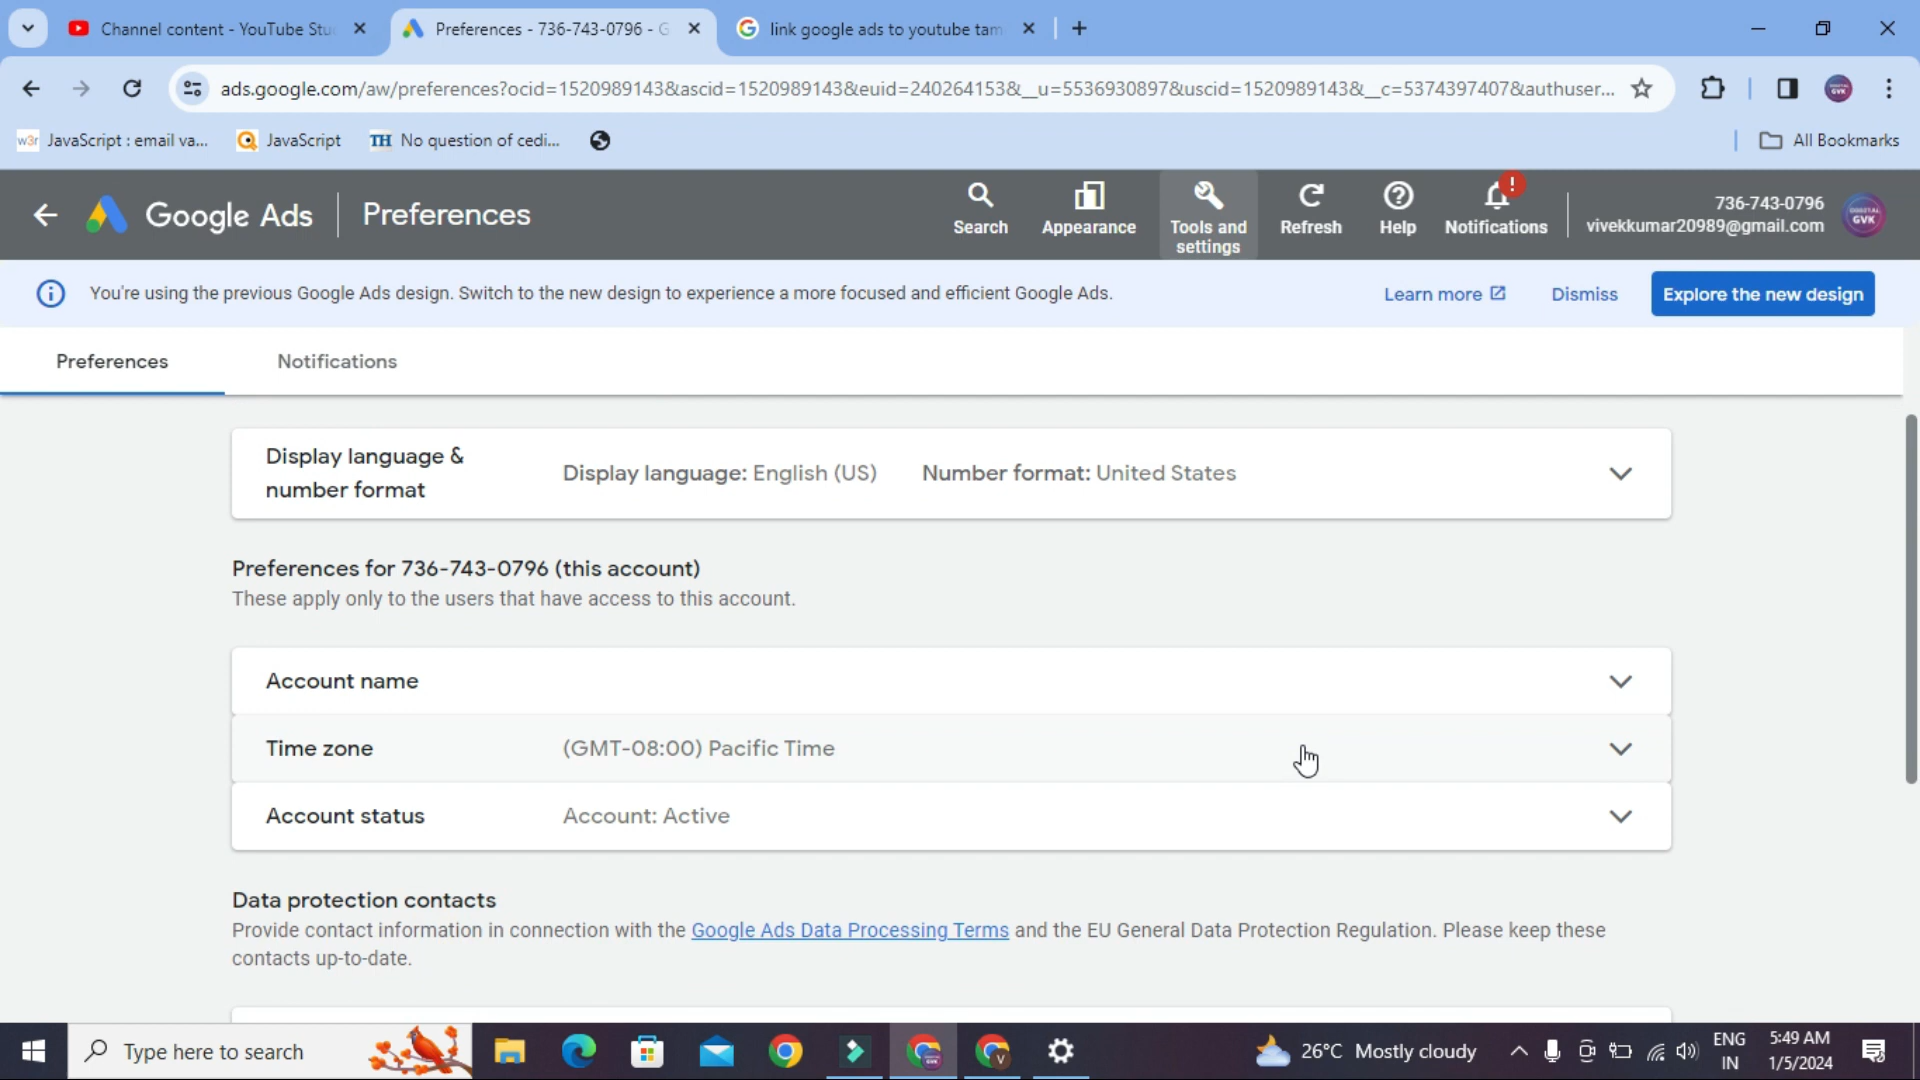 Channel content - YouTube Stu
Preferences - 736-743-0796 - G
link google ads to youtube tam
ads.google.com/aw/preferences?ocid=1520989143&ascid=1520989143&euid=240264153&__u=5536930897&uscid=1520989143&__c=5374397407&authuser...
w3r JavaScript : email va...
JavaScript
TH No question of cedi...
All Bookmarks
Google Ads
Preferences
Search
Appearance
Tools and
settings
Refresh
Help
!
Notifications
736-743-0796
vivekkumar20989@gmail.com
GVK
You're using the previous Google Ads design. Switch to the new design to experience a more focused and efficient Google Ads.
Learn more
Dismiss
Explore the new design
Preferences
Notifications
Display language &
number format
Display language: English (US)
Number format: United States
Preferences for 736-743-0796 (this account)
These apply only to the users that have access to this account.
Account name
Time zone
(GMT-08:00) Pacific Time
Account status
Account: Active
Data protection contacts
Provide contact information in connection with the Google Ads Data Processing Terms and the EU General Data Protection Regulation. Please keep these
contacts up-to-date.
Type here to search
26°C Mostly cloudy
ENG
IN
5:49 AM
1/5/2024